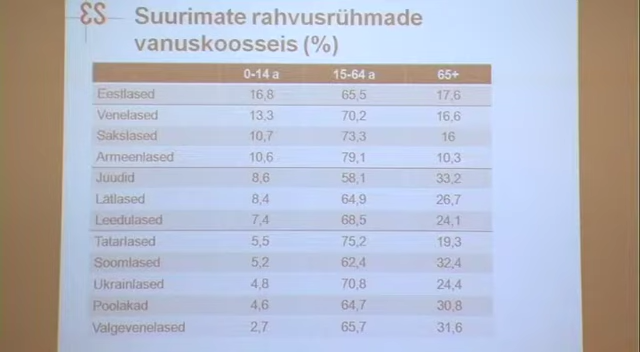 ES
Suurimate rahvusrühmade
vanuskoosseis (%)
0-14 a 15-64 a 65+
Eestlased 16,8 65,5 17,6
Venelased 13,3 70,2 16,6
Sakslased 10,7 73,3 16
Armeenlased 10,6 79,1 10,3
Juudid 8,6 58,1 33,2
Lätlased 8,4 64,9 26,7
Leedulased 7,4 68,5 24,1
Tatarlased 5,5 75,2 19,3
Soomlased 5,2 62,4 32,4
Ukrainlased 4,8 70,8 24,4
Poolakad 4,6 64,7 30,8
Valgevenelased 2,7 65,7 31,6